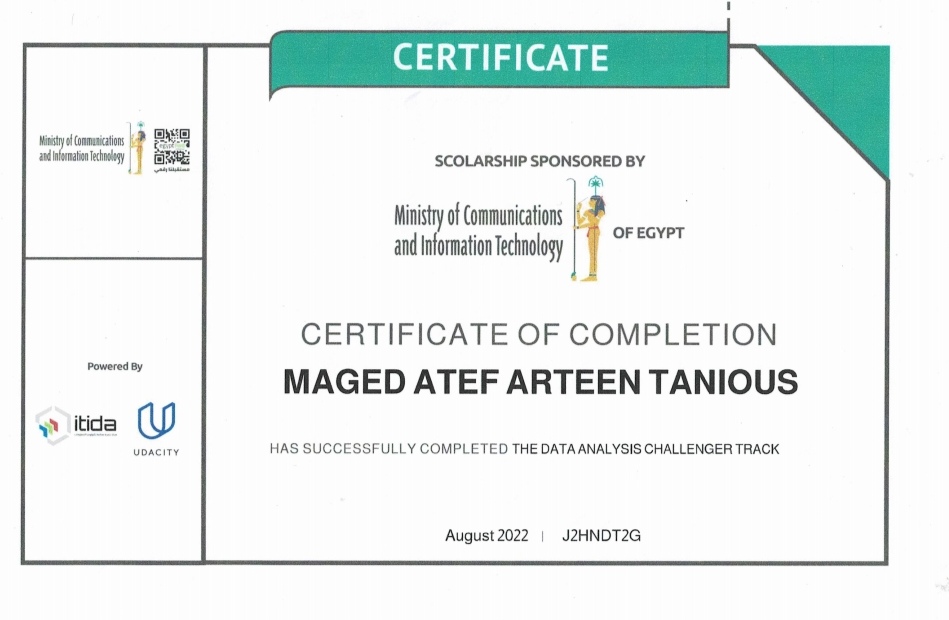 CERTIFICATE
Ministry of Communications
and Information Technology
مستقبلنا رقمي
SCOLARSHIP SPONSORED BY
Ministry of Communications
and Information Technology
OF EGYPT
CERTIFICATE OF COMPLETION
MAGED ATEF ARTEEN TANIOUS
HAS SUCCESSFULLY COMPLETED THE DATA ANALYSIS CHALLENGER TRACK
August 2022 | J2HNDT2G
Powered By
itida
UDACITY